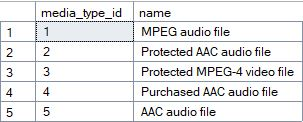 media_type_id name
1 1 MPEG audio file
2 2 Protected AAC audio file
3 3 Protected MPEG-4 video file
4 4 Purchased AAC audio file
5 5 AAC audio file